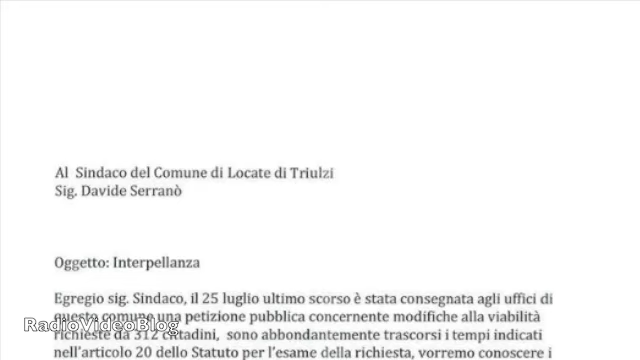 Al Sindaco del Comune di Locate di Triulzi
Sig. Davide Serranò
Oggetto: Interpellanza
Egregio sig. Sindaco, il 25 luglio ultimo scorso è stata consegnata agli uffici di
questo comune una petizione pubblica concernente modifiche alla viabilità
RadioVideoBlog
richieste da 312 cittadini, sono abbondantemente trascorsi i tempi indicati
nell'articolo 20 dello Statuto per l'esame della richiesta, vorremo conoscere i